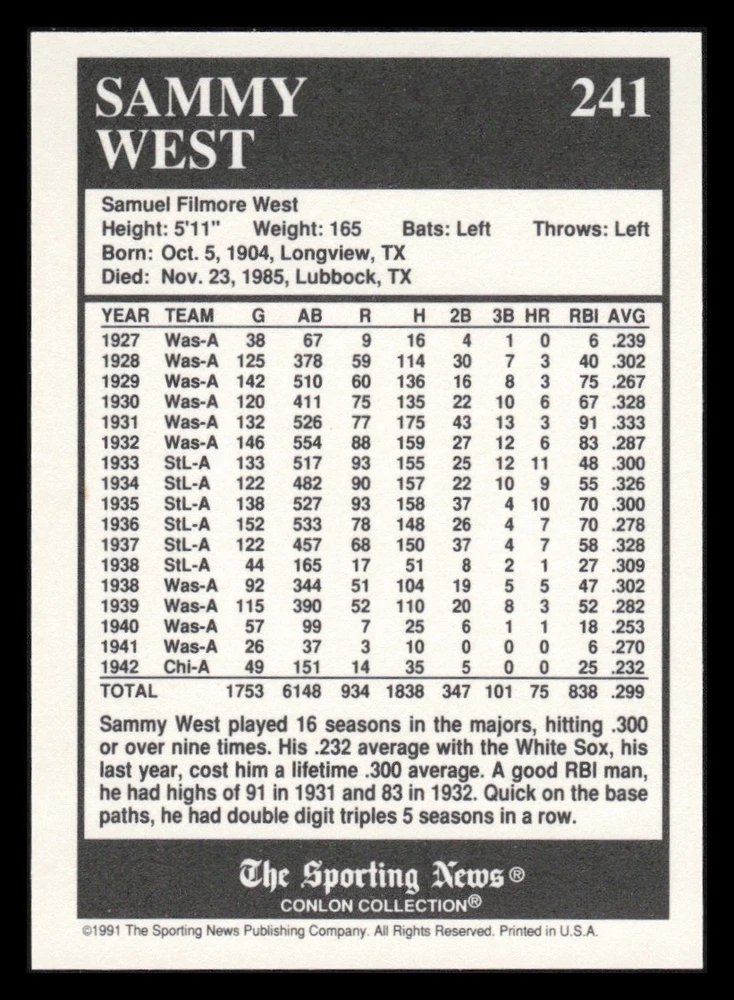 SAMMY 241
WEST
Samuel Filmore West
Height: 5'11" Weight: 165 Bats: Left Throws: Left
Born: Oct. 5, 1904, Longview, TX
Died: Nov. 23, 1985, Lubbock, TX
YEAR TEAM G AB R H 2B 3B HR RBI AVG
1927 Was-A 38 67 9 16 4 1 0 6 .239
1928 Was-A 125 378 59 114 30 7 3 40 .302
1929 Was-A 142 510 60 136 16 8 3 75 .267
1930 Was-A 120 411 75 135 22 10 6 67 .328
1931 Was-A 132 526 77 175 43 13 3 91 .333
1932 Was-A 146 554 88 159 27 12 6 83 .287
1933 StL-A 133 517 93 155 25 12 11 48 .300
1934 StL-A 122 482 90 157 22 10 9 55 .326
1935 StL-A 138 527 93 158 37 4 10 70 .300
1936 StL-A 152 533 78 148 26 4 7 70 .278
1937 StL-A 122 457 68 150 37 4 7 58 .328
1938 StL-A 44 165 17 51 8 2 1 27 .309
1938 Was-A 92 344 51 104 19 5 5 47 .302
1939 Was-A 115 390 52 110 20 8 3 52 .282
1940 Was-A 57 99 7 25 6 1 1 18 .253
1941 Was-A 26 37 3 10 0 0 0 6 .270
1942 Chi-A 49 151 14 35 5 0 0 25 .232
TOTAL 1753 6148 934 1838 347 101 75 838 .299
Sammy West played 16 seasons in the majors, hitting .300
or over nine times. His .232 average with the White Sox, his
last year, cost him a lifetime .300 average. A good RBI man,
he had highs of 91 in 1931 and 83 in 1932. Quick on the base
paths, he had double digit triples 5 seasons in a row.
The Sporting News®
CONLON COLLECTION®
©1991 The Sporting News Publishing Company. All Rights Reserved. Printed in U.S.A.